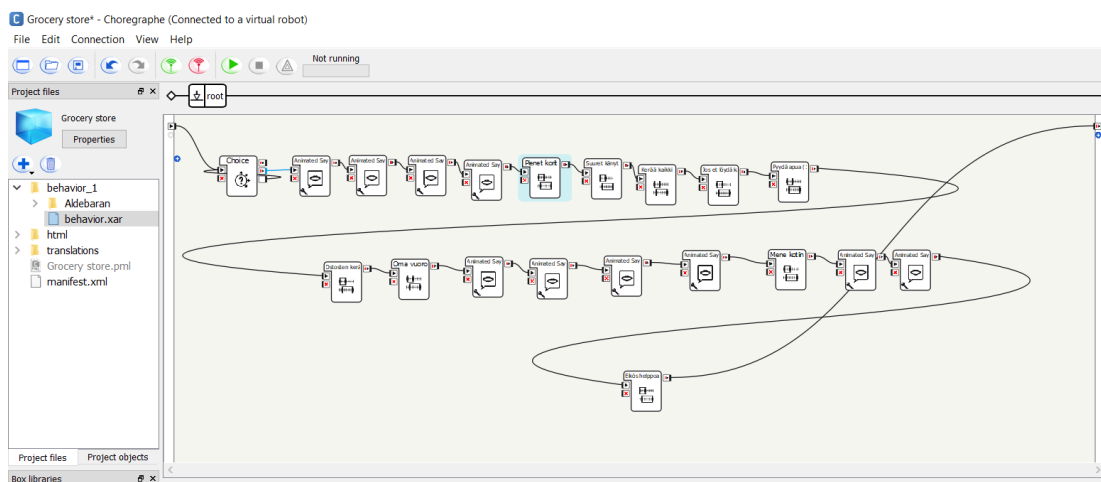 Grocery store* - Choregraphe (Connected to a virtual robot)
File Edit Connection View Help
Not running
Project files
root
Grocery store
Properties
behavior_1
Aldebaran
behavior.xar
html
translations
Grocery store.pml
manifest.xml
Project files Project objects
Box libraries
Choice Animated Say Animated Say Animated Say Animated Say Pienet korit Suuret kärryt Kerää kaikki Jos et löydä k Pyydä apua (
Ostosten kerä Oma vuoro Animated Say Animated Say Animated Say Animated Say Mene kotiin Animated Say Animated Say
Eikös helppoa